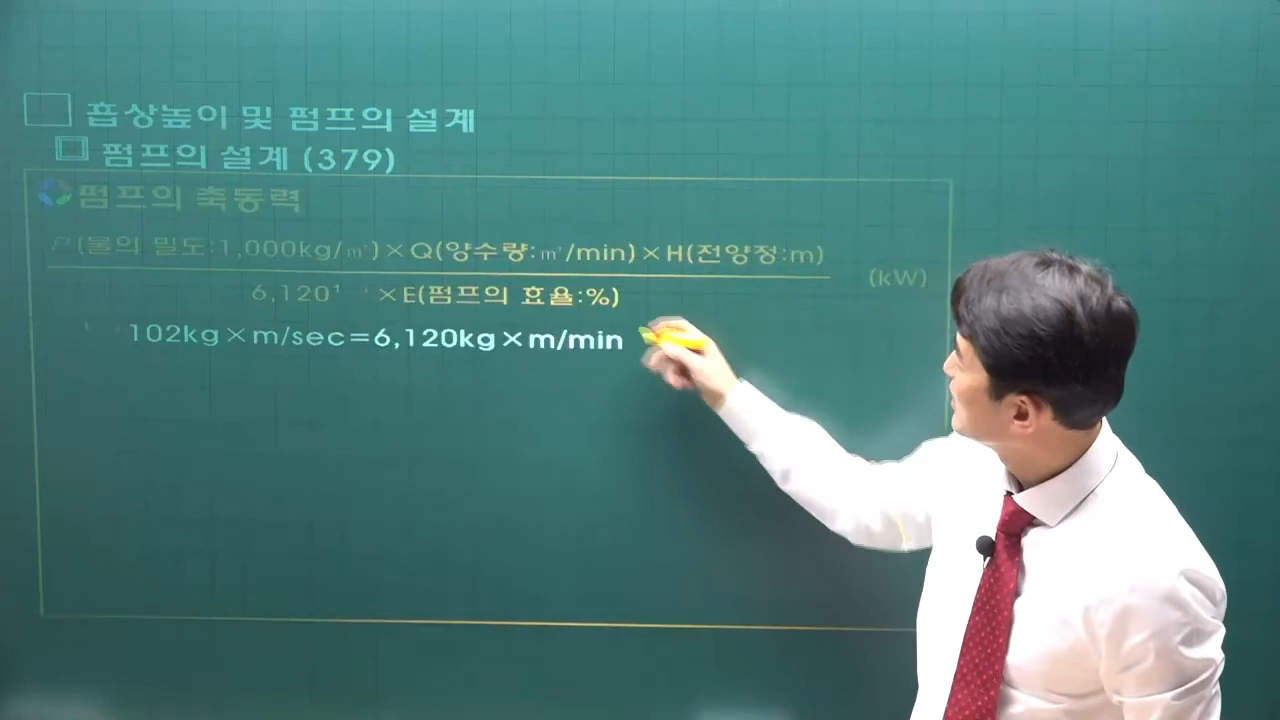 흡상높이 및 펌프의 설계
펌프의 설계 (379)
펌프의 축동력
ρ(물의 밀도:1,000kg/㎥)×Q(양수량:㎥/min)×H(전양정:m)
(kW)
6,120¹ ×E(펌프의 효율:%)
102kg×m/sec=6,120kg×m/min